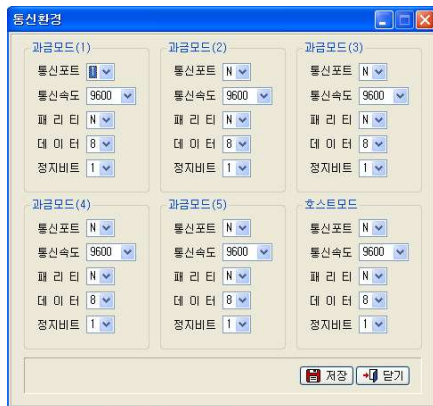 통신환경
과금모드(1)
통신포트 1
통신속도 9600
패 리 티 N
데 이 터 8
정지비트 1
과금모드(2)
통신포트 N
통신속도 9600
패 리 티 N
데 이 터 8
정지비트 1
과금모드(3)
통신포트 N
통신속도 9600
패 리 티 N
데 이 터 8
정지비트 1
과금모드(4)
통신포트 N
통신속도 9600
패 리 티 N
데 이 터 8
정지비트 1
과금모드(5)
통신포트 N
통신속도 9600
패 리 티 N
데 이 터 8
정지비트 1
호스트모드
통신포트 N
통신속도 9600
패 리 티 N
데 이 터 8
정지비트 1
저장 닫기